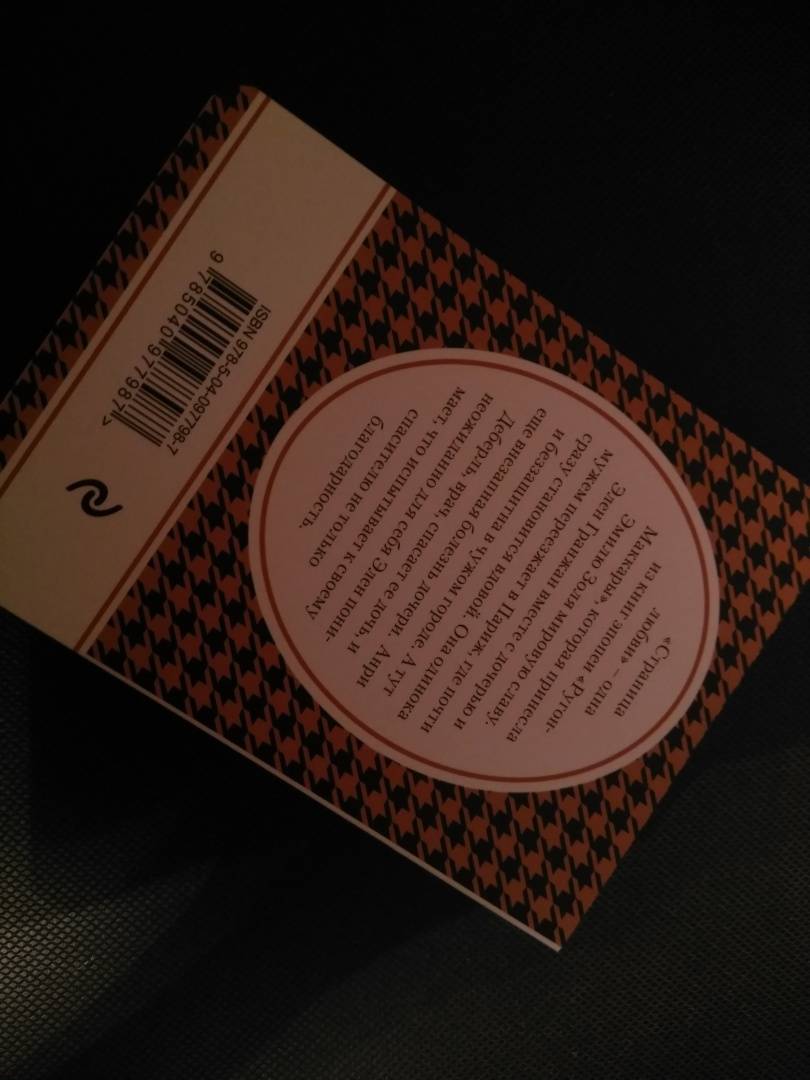 «Страница
любви» – одна
из книг эпопеи «Ругон-
Маккары», которая принесла
Эмилю Золя мировую славу.
Элен Гранжан вместе с дочерью и
мужем переезжает в Париж, где почти
сразу становится вдовой. Она одинока
и беззащитна в чужом городе. А тут
еще внезапная болезнь дочери. Анри
Деберль, врач, спасает ее дочь, и
неожиданно для себя Элен пони-
мает, что испытывает к своему
спасителю не только
благодарность.
ISBN 978-5-04-097798-7
9 785040 977987 >